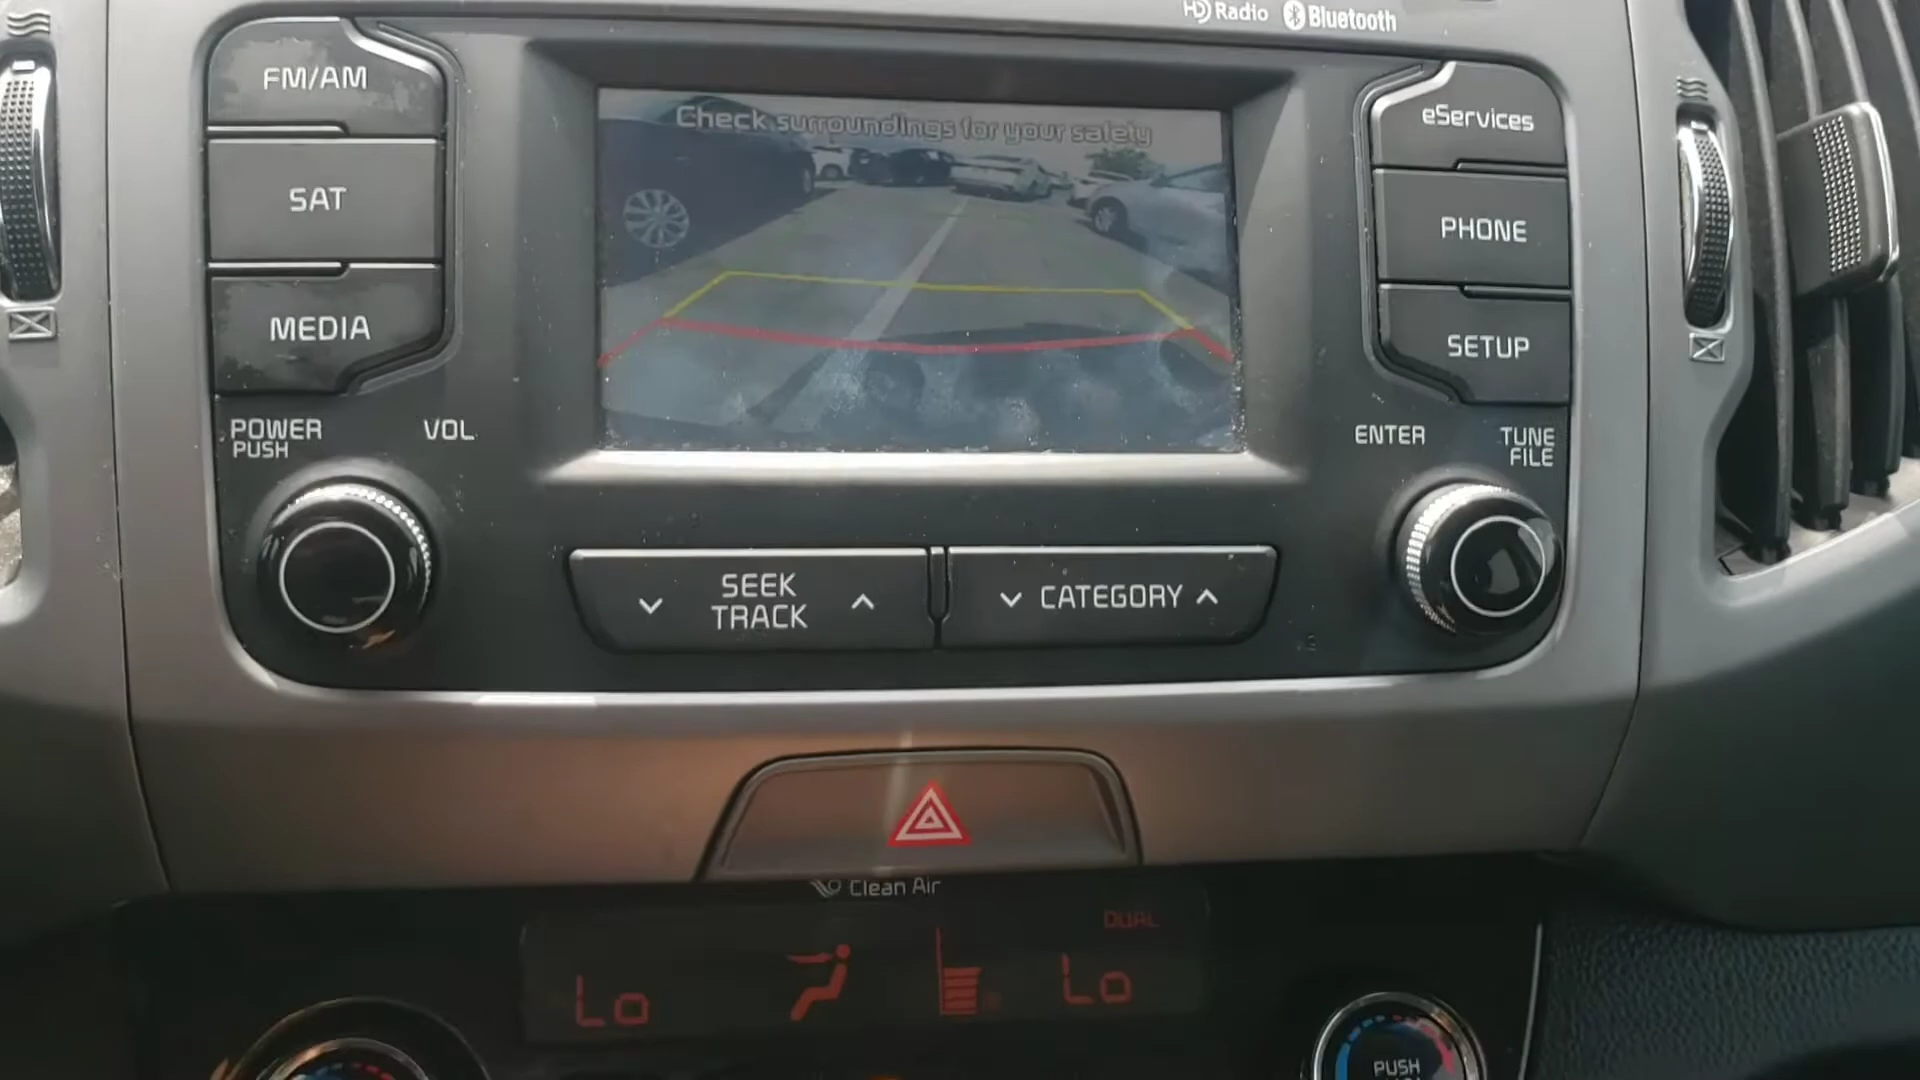 HD Radio
Bluetooth
FM/AM
SAT
MEDIA
Check surroundings for your safety
eServices
PHONE
SETUP
POWER
PUSH
VOL
ENTER
TUNE
FILE
SEEK
TRACK
CATEGORY
Clean Air
DUAL
Lo
Lo
PUSH